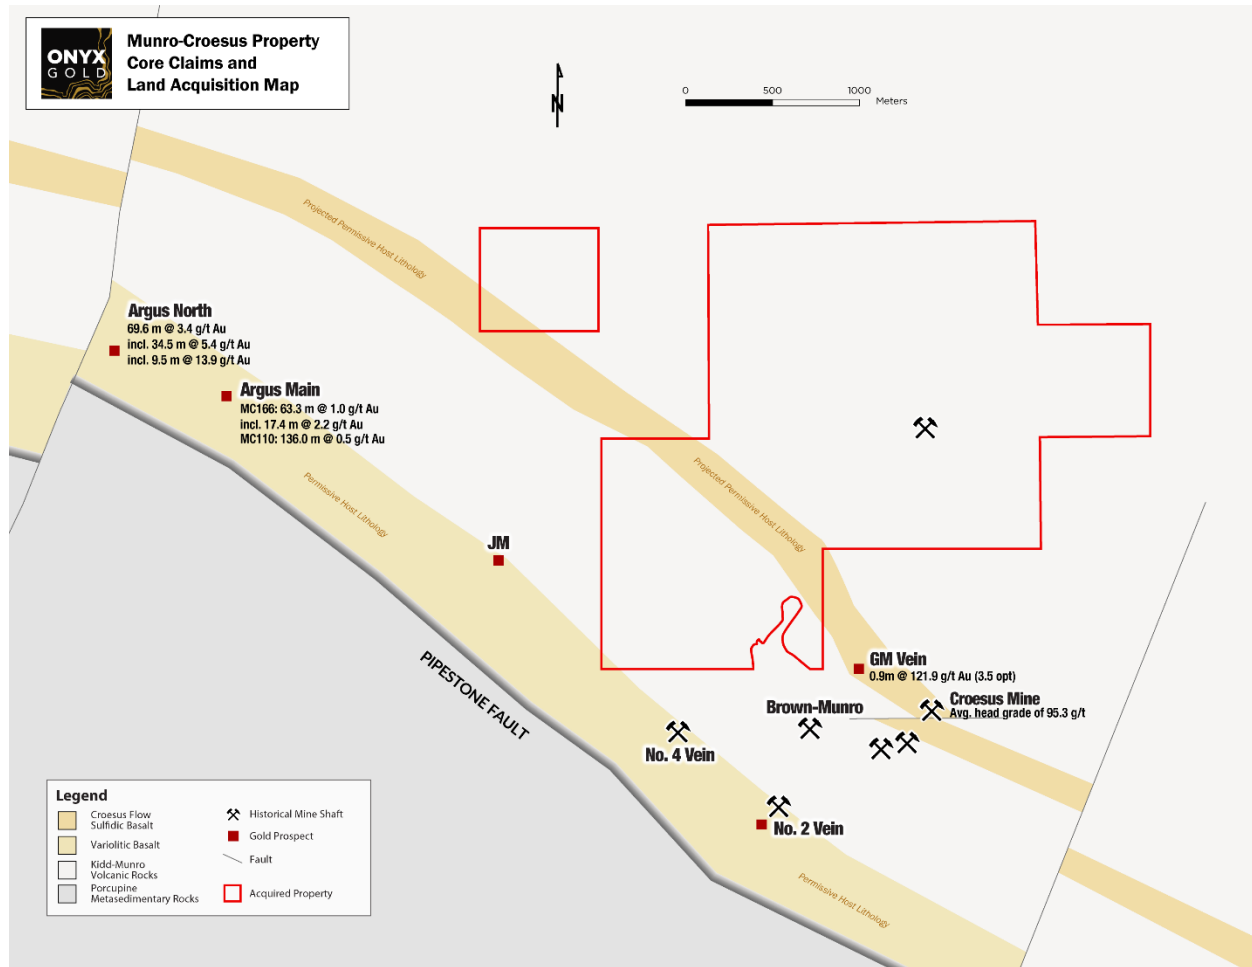 ONYX
GOLD
Munro-Croesus Property
Core Claims and
Land Acquisition Map
N
0 500 1000
Meters
Projected Permissive Host Lithology
Argus North
69.6 m @ 3.4 g/t Au
incl. 34.5 m @ 5.4 g/t Au
incl. 9.5 m @ 13.9 g/t Au
Argus Main
MC166: 63.3 m @ 1.0 g/t Au
incl. 17.4 m @ 2.2 g/t Au
MC110: 136.0 m @ 0.5 g/t Au
Permissive Host Lithology
Projected Permissive Host Lithology
JM
PIPESTONE FAULT
GM Vein
0.9m @ 121.9 g/t Au (3.5 opt)
Croesus Mine
Avg. head grade of 95.3 g/t
Brown-Munro
No. 4 Vein
No. 2 Vein
Permissive Host Lithology
Legend
Croesus Flow
Sulfidic Basalt
Variolitic Basalt
Kidd-Munro
Volcanic Rocks
Porcupine
Metasedimentary Rocks
Historical Mine Shaft
Gold Prospect
Fault
Acquired Property